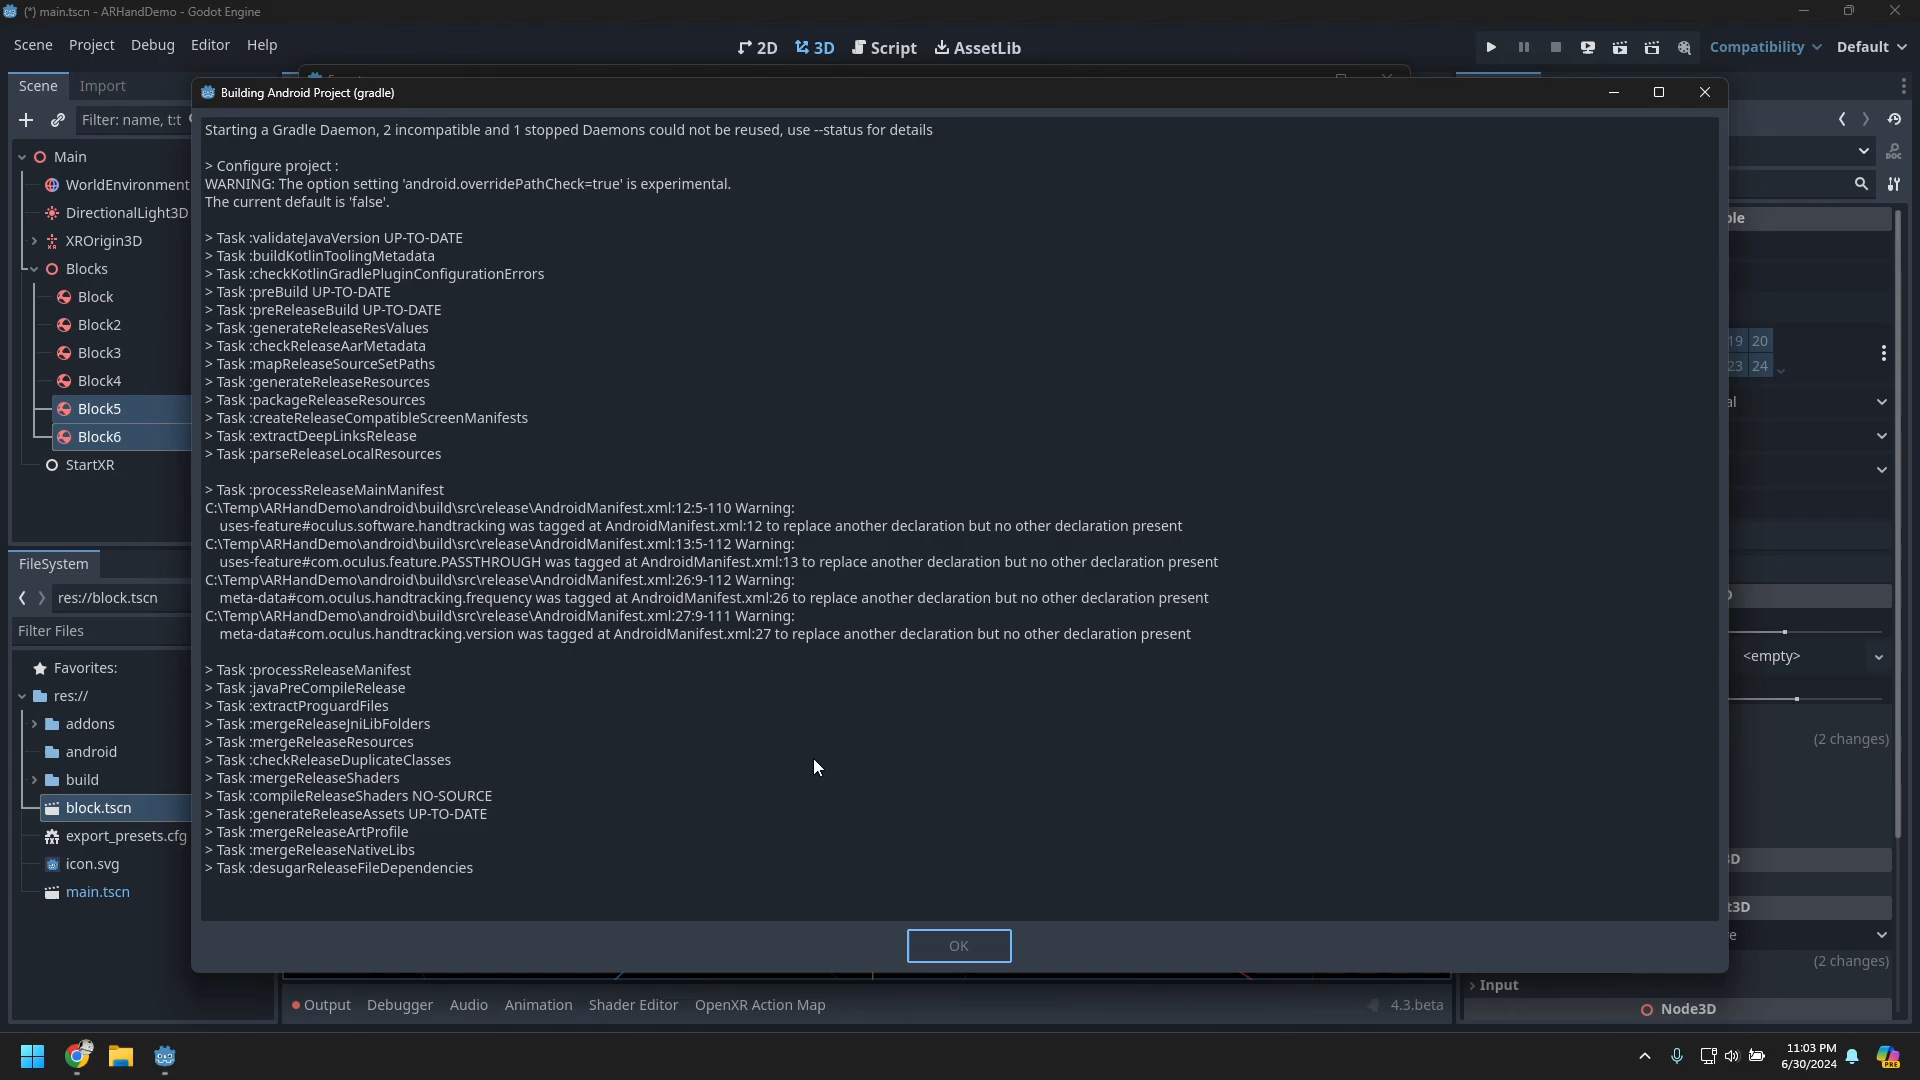 (*) main.tscn - ARHandDemo - Godot Engine
Scene Project Debug Editor Help
2D 3D Script AssetLib
Compatibility Default
Scene Import
Filter: name, t:t
Main
WorldEnvironment
DirectionalLight3D
XROrigin3D
Blocks
Block
Block2
Block3
Block4
Block5
Block6
StartXR
FileSystem
res://block.tscn
Filter Files
Favorites:
res://
addons
android
build
block.tscn
export_presets.cfg
icon.svg
main.tscn
Building Android Project (gradle)
Starting a Gradle Daemon, 2 incompatible and 1 stopped Daemons could not be reused, use --status for details
> Configure project :
WARNING: The option setting 'android.overridePathCheck=true' is experimental.
The current default is 'false'.
> Task :validateJavaVersion UP-TO-DATE
> Task :buildKotlinToolingMetadata
> Task :checkKotlinGradlePluginConfigurationErrors
> Task :preBuild UP-TO-DATE
> Task :preReleaseBuild UP-TO-DATE
> Task :generateReleaseResValues
> Task :checkReleaseAarMetadata
> Task :mapReleaseSourceSetPaths
> Task :generateReleaseResources
> Task :packageReleaseResources
> Task :createReleaseCompatibleScreenManifests
> Task :extractDeepLinksRelease
> Task :parseReleaseLocalResources
> Task :processReleaseMainManifest
C:\Temp\ARHandDemo\android\build\src\release\AndroidManifest.xml:12:5-110 Warning:
uses-feature#oculus.software.handtracking was tagged at AndroidManifest.xml:12 to replace another declaration but no other declaration present
C:\Temp\ARHandDemo\android\build\src\release\AndroidManifest.xml:13:5-112 Warning:
uses-feature#com.oculus.feature.PASSTHROUGH was tagged at AndroidManifest.xml:13 to replace another declaration but no other declaration present
C:\Temp\ARHandDemo\android\build\src\release\AndroidManifest.xml:26:9-112 Warning:
meta-data#com.oculus.handtracking.frequency was tagged at AndroidManifest.xml:26 to replace another declaration but no other declaration present
C:\Temp\ARHandDemo\android\build\src\release\AndroidManifest.xml:27:9-111 Warning:
meta-data#com.oculus.handtracking.version was tagged at AndroidManifest.xml:27 to replace another declaration but no other declaration present
> Task :processReleaseManifest
> Task :javaPreCompileRelease
> Task :extractProguardFiles
> Task :mergeReleaseJniLibFolders
> Task :mergeReleaseResources
> Task :checkReleaseDuplicateClasses
> Task :mergeReleaseShaders
> Task :compileReleaseShaders NO-SOURCE
> Task :generateReleaseAssets UP-TO-DATE
> Task :mergeReleaseArtProfile
> Task :mergeReleaseNativeLibs
> Task :desugarReleaseFileDependencies
OK
19 20
23 24
<empty>
(2 changes)
(2 changes)
Input
Node3D
Output Debugger Audio Animation Shader Editor OpenXR Action Map
4.3.beta
11:03 PM
6/30/2024
PRE